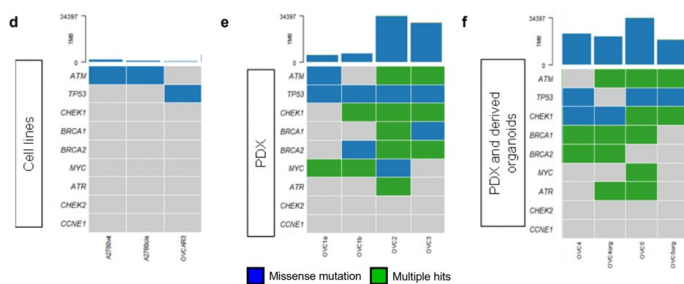 d
34397
TMB
0
ATM
TP53
CHEK1
BRCA1
BRCA2
MYC
ATR
CHEK2
CCNE1
Cell lines
A2780cis
OVCAR3
e
34397
TMB
0
ATM
TP53
CHEK1
BRCA1
BRCA2
MYC
ATR
CHEK2
CCNE1
PDX
OVC1a
OVC1b
OVC2
OVC3
f
34397
TMB
0
ATM
TP53
CHEK1
BRCA1
BRCA2
MYC
ATR
CHEK2
CCNE1
PDX and derived
organoids
OVC4
OVC4org
OVC5
OVC5org
Missense mutation
Multiple hits